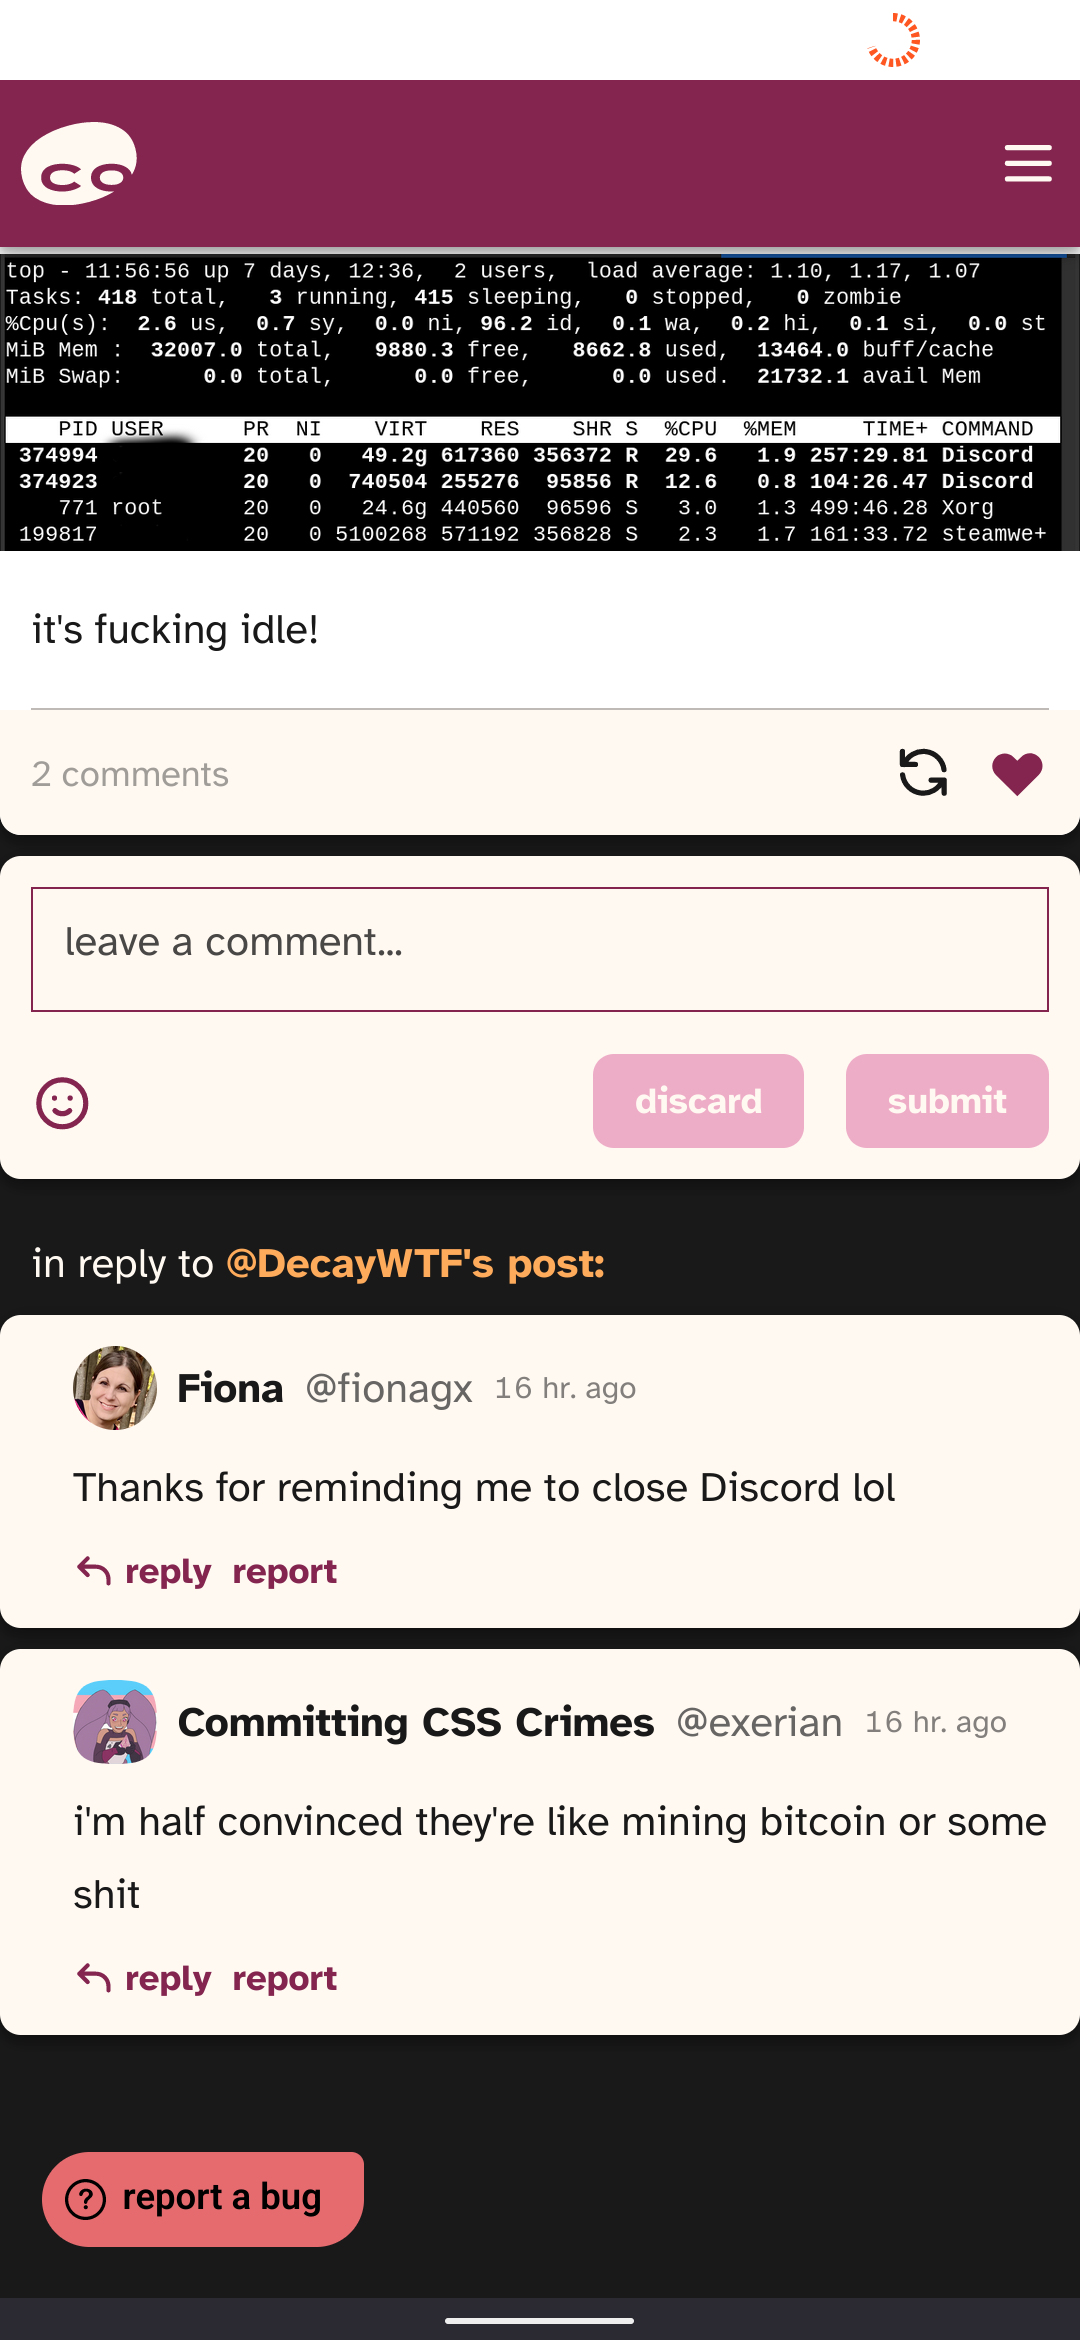 co
top - 11:56:56 up 7 days, 12:36,  2 users,  load average: 1.10, 1.17, 1.07
Tasks: 418 total,   3 running, 415 sleeping,   0 stopped,   0 zombie
%Cpu(s):  2.6 us,  0.7 sy,  0.0 ni, 96.2 id,  0.1 wa,  0.2 hi,  0.1 si,  0.0 st
MiB Mem :  32007.0 total,   9880.3 free,   8662.8 used,  13464.0 buff/cache
MiB Swap:      0.0 total,      0.0 free,      0.0 used.  21732.1 avail Mem
PID USER      PR  NI    VIRT    RES    SHR S  %CPU  %MEM     TIME+ COMMAND
374994           20   0   49.2g 617360 356372 R  29.6   1.9 257:29.81 Discord
374923           20   0  740504 255276  95856 R  12.6   0.8 104:26.47 Discord
771 root      20   0   24.6g 440560  96596 S   3.0   1.3 499:46.28 Xorg
199817           20   0 5100268 571192 356828 S   2.3   1.7 161:33.72 steamwe+
it's fucking idle!
2 comments
leave a comment...
discard submit
in reply to @DecayWTF's post:
Fiona @fionagx 16 hr. ago
Thanks for reminding me to close Discord lol
reply report
Committing CSS Crimes @exerian 16 hr. ago
i'm half convinced they're like mining bitcoin or some
shit
reply report
? report a bug